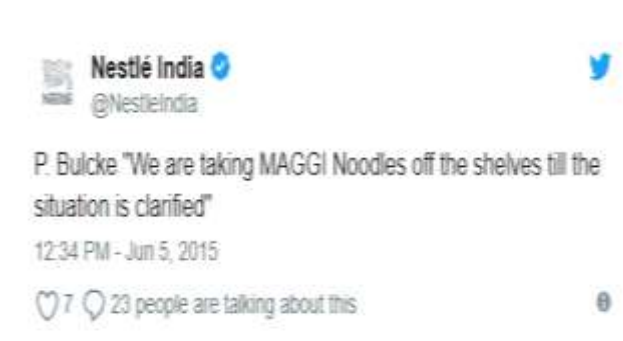 Nestlé India
@NestleIndia
P. Bulcke "We are taking MAGGI Noodles off the shelves till the
situation is clarified"
12:34 PM - Jun 5, 2015
7 23 people are talking about this